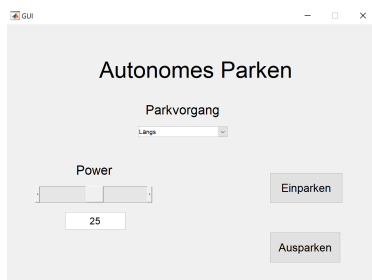 GUI
Autonomes Parken
Parkvorgang
Längs
Power
25
Einparken
Ausparken